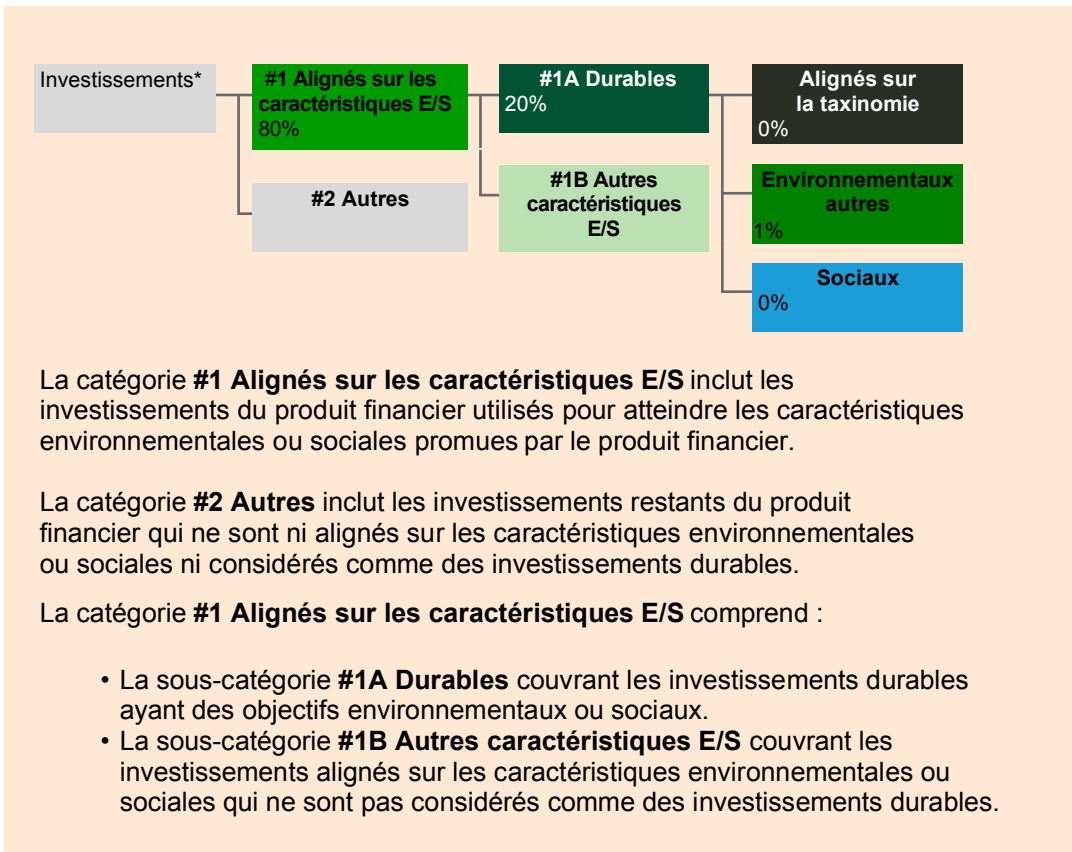 Investissements*
#1 Alignés sur les
caractéristiques E/S
80%
#2 Autres
#1A Durables
20%
#1B Autres
caractéristiques
E/S
Alignés sur
la taxinomie
0%
Environnementaux
autres
1%
Sociaux
0%
La catégorie #1 Alignés sur les caractéristiques E/S inclut les
investissements du produit financier utilisés pour atteindre les caractéristiques
environnementales ou sociales promues par le produit financier.
La catégorie #2 Autres inclut les investissements restants du produit
financier qui ne sont ni alignés sur les caractéristiques environnementales
ou sociales ni considérés comme des investissements durables.
La catégorie #1 Alignés sur les caractéristiques E/S comprend :
• La sous-catégorie #1A Durables couvrant les investissements durables
ayant des objectifs environnementaux ou sociaux.
• La sous-catégorie #1B Autres caractéristiques E/S couvrant les
investissements alignés sur les caractéristiques environnementales ou
sociales qui ne sont pas considérés comme des investissements durables.